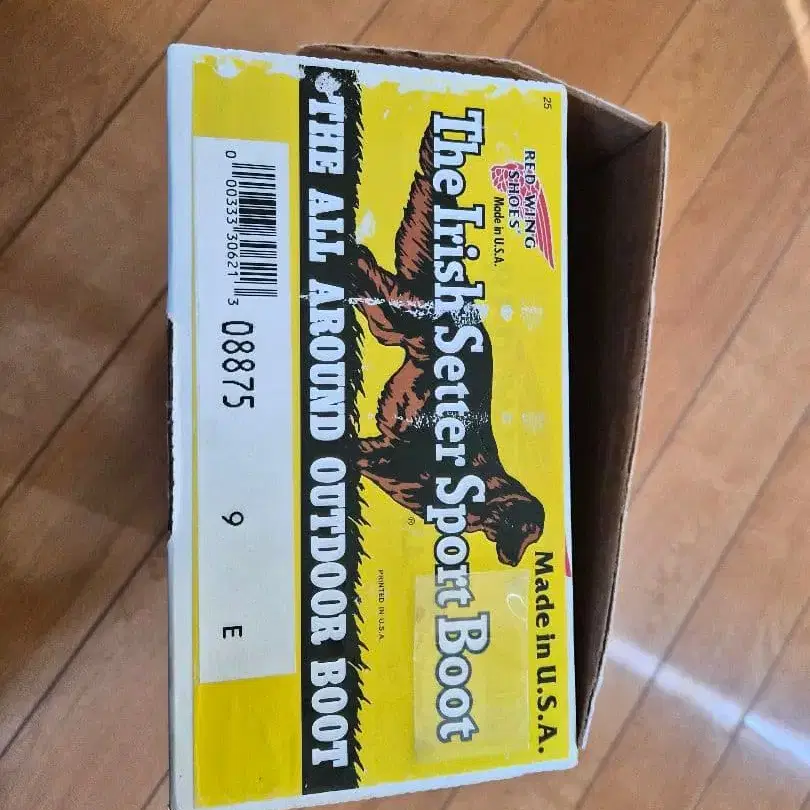 25
RED WING
SHOES®
Made in U.S.A.
Made in U.S.A.
The Irish Setter Sport Boot
®
PRINTED IN U.S.A.
THE ALL AROUND OUTDOOR BOOT
0 00333 30621 3
08875 9 E